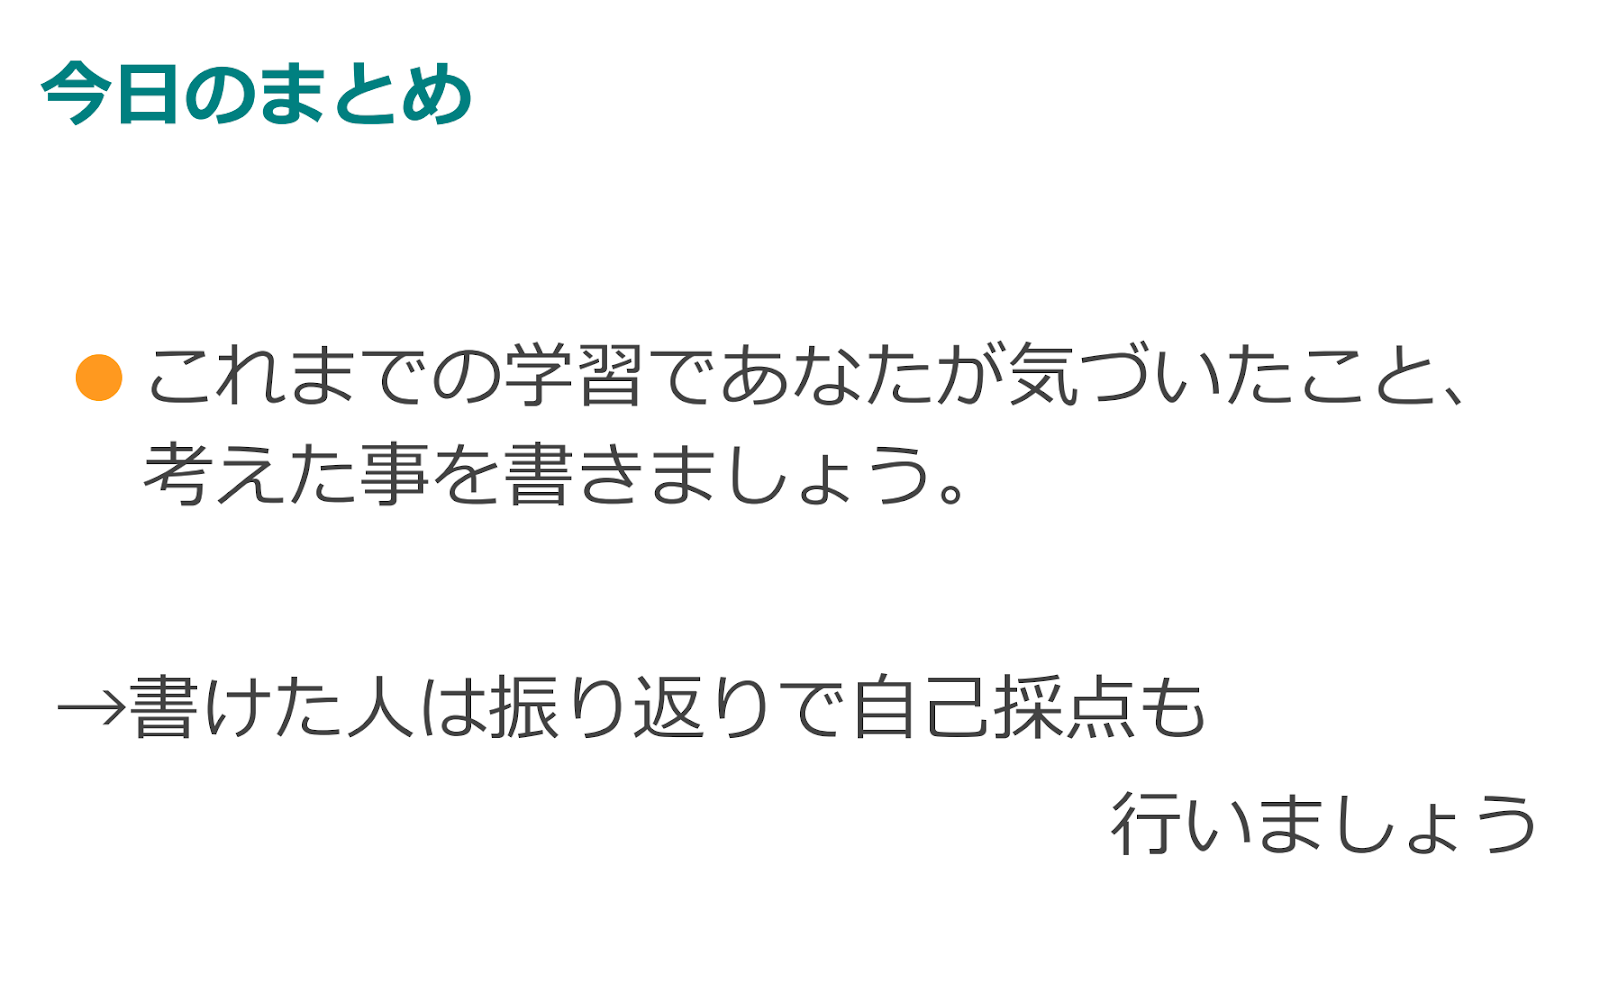 今日のまとめ
● これまでの学習であなたが気づいたこと、
考えた事を書きましょう。
→書けた人は振り返りで自己採点も
行いましょう